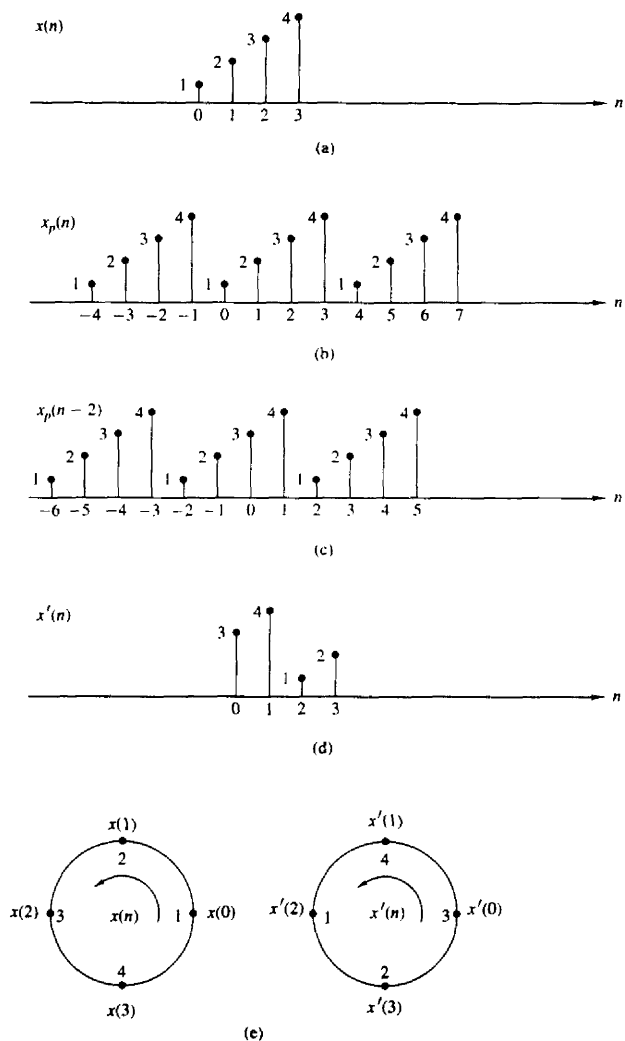 x(n)
4
3
2
1
0 1 2 3
n
(a)
x_p(n)
4 4 4
3 3 3
2 2 2
1 1 1
−4 −3 −2 −1 0 1 2 3 4 5 6 7
n
(b)
x_p(n − 2)
4 4 4
3 3 3
2 2 2
1 1 1
−6 −5 −4 −3 −2 −1 0 1 2 3 4 5
n
(c)
x′(n)
4
3
2
1
0 1 2 3
n
(d)
x(1) x′(1)
2 4
x(2) 3 x(n) 1 x(0) x′(2) 1 x′(n) 3 x′(0)
4 2
x(3) x′(3)
(e)